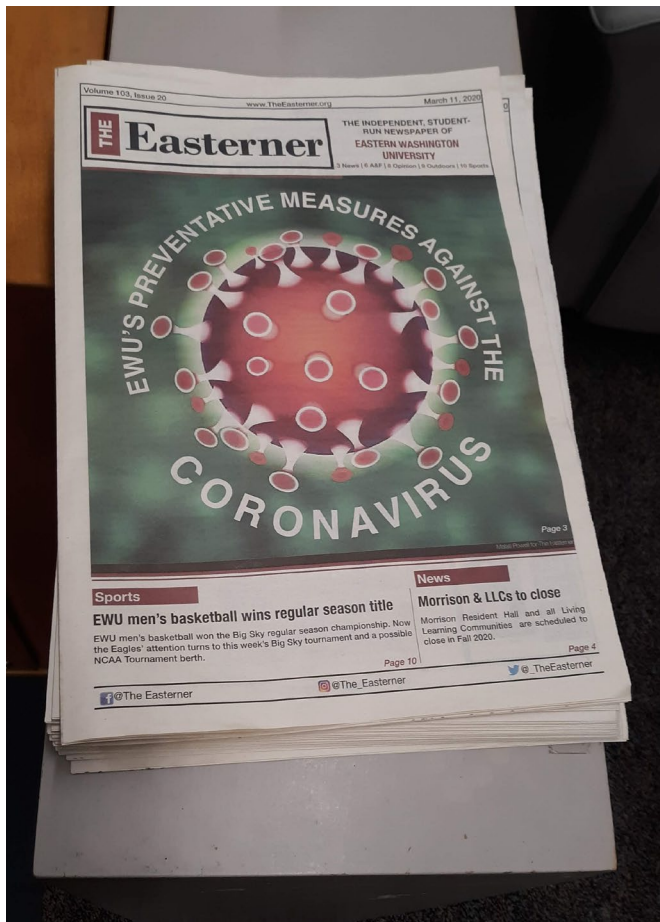 Volume 103, Issue 20
www.TheEasterner.org
March 11, 2020
THE Easterner
THE INDEPENDENT, STUDENT-
RUN NEWSPAPER OF
EASTERN WASHINGTON
UNIVERSITY
3 News | 6 A&F | 8 Opinion | 9 Outdoors | 10 Sports
EWU'S PREVENTATIVE MEASURES AGAINST THE
CORONAVIRUS
Page 3
for The Easterner
Sports
EWU men's basketball wins regular season title
EWU men's basketball won the Big Sky regular season championship. Now
the Eagles' attention turns to this week's Big Sky tournament and a possible
NCAA Tournament berth.
Page 10
News
Morrison & LLCs to close
Morrison Resident Hall and all Living
Learning Communities are scheduled to
close in Fall 2020.
Page 4
@The Easterner
@The_Easterner
@_TheEasterner